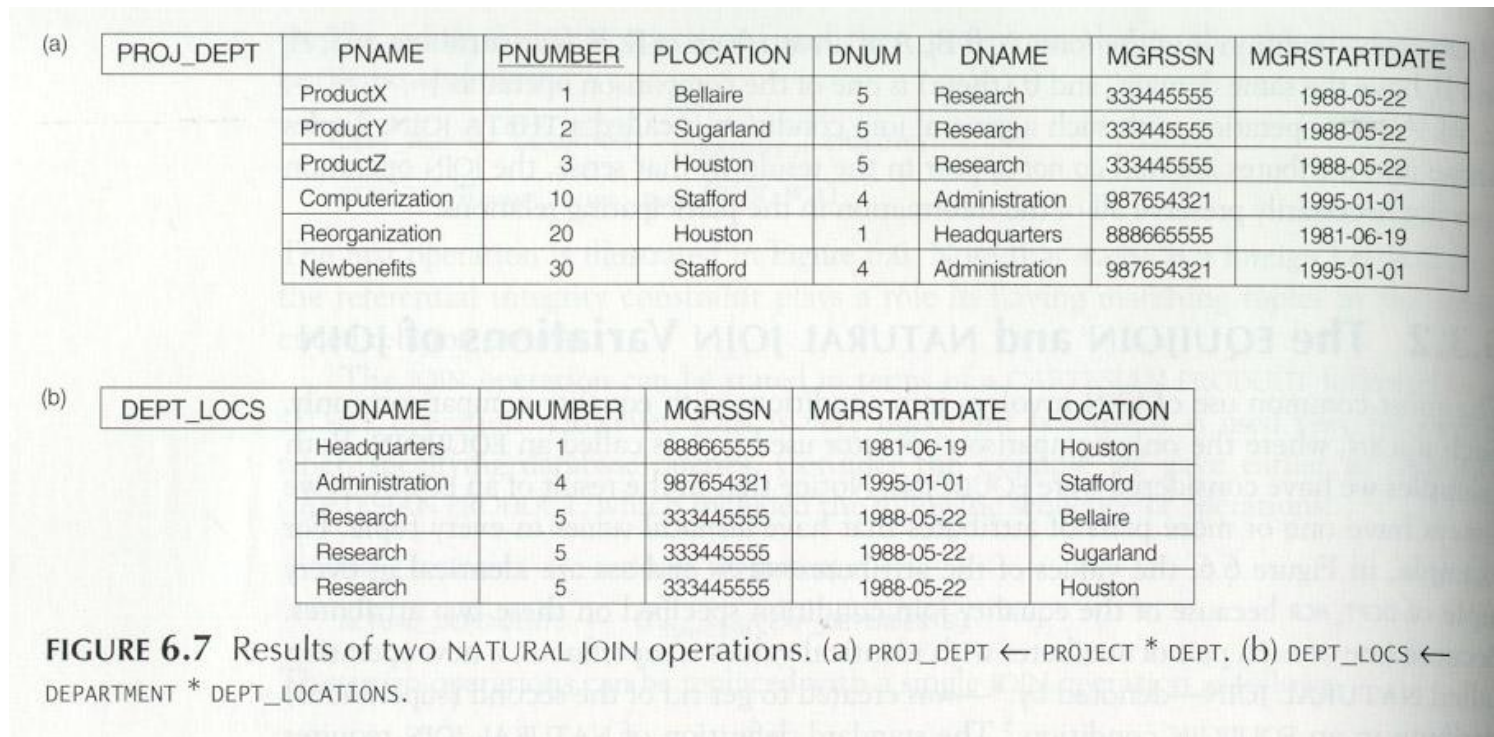 (a)
PROJ_DEPT PNAME PNUMBER PLOCATION DNUM DNAME MGRSSN MGRSTARTDATE
ProductX 1 Bellaire 5 Research 333445555 1988-05-22
ProductY 2 Sugarland 5 Research 333445555 1988-05-22
ProductZ 3 Houston 5 Research 333445555 1988-05-22
Computerization 10 Stafford 4 Administration 987654321 1995-01-01
Reorganization 20 Houston 1 Headquarters 888665555 1981-06-19
Newbenefits 30 Stafford 4 Administration 987654321 1995-01-01
(b)
DEPT_LOCS DNAME DNUMBER MGRSSN MGRSTARTDATE LOCATION
Headquarters 1 888665555 1981-06-19 Houston
Administration 4 987654321 1995-01-01 Stafford
Research 5 333445555 1988-05-22 Bellaire
Research 5 333445555 1988-05-22 Sugarland
Research 5 333445555 1988-05-22 Houston
FIGURE 6.7 Results of two NATURAL JOIN operations. (a) PROJ_DEPT ← PROJECT * DEPT. (b) DEPT_LOCS ←
DEPARTMENT * DEPT_LOCATIONS.